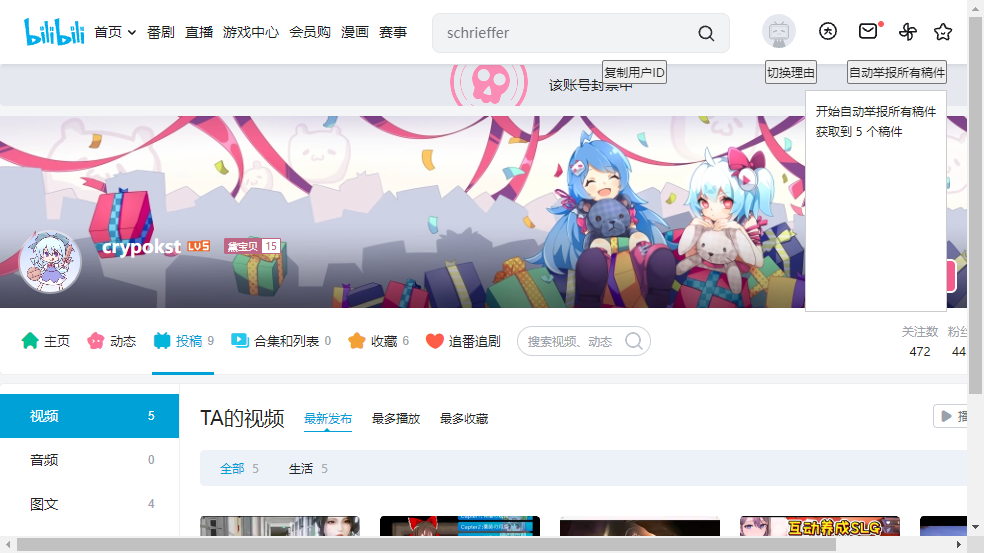 bilibili 首页 番剧 直播 游戏中心 会员购 漫画 赛事 schrieffer
复制用户ID 切换理由 自动举报所有稿件
该账号封禁中
开始自动举报所有稿件
获取到 5 个稿件
crypokst LV5 黛宝贝 15
主页 动态 投稿 9 合集和列表 0 收藏 6 追番追剧 搜索视频、动态
关注数 粉丝
472 44
视频 5
音频 0
图文 4
TA的视频 最新发布 最多播放 最多收藏 播
全部 5 生活 5
互动养成SLG